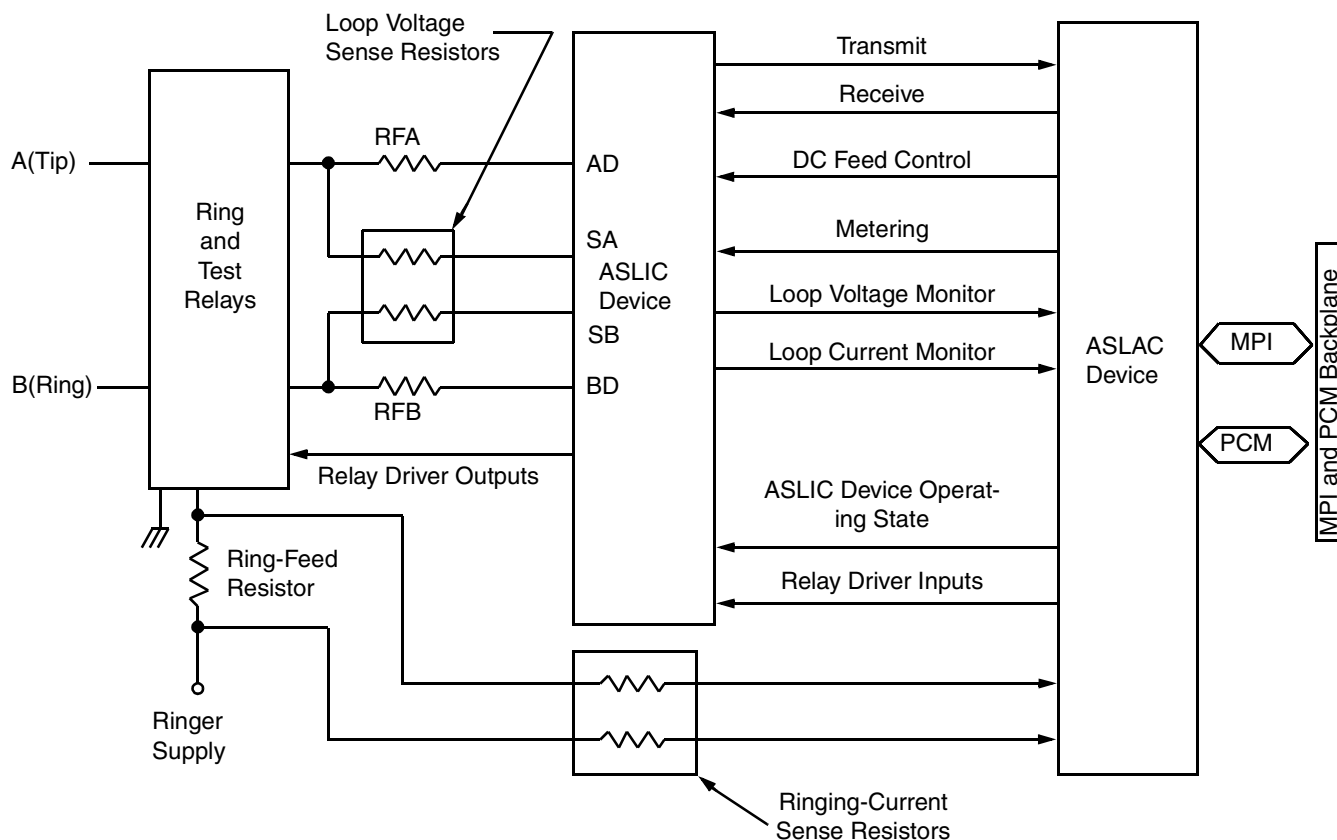 Loop Voltage
Sense Resistors
Transmit
Receive
RFA
A(Tip)
AD
DC Feed Control
Ring
and
Test
Relays
SA
ASLIC
Device
Metering
Loop Voltage Monitor
SB
Loop Current Monitor
ASLAC
Device
MPI
MPI and PCM Backplane
B(Ring)
BD
RFB
PCM
Relay Driver Outputs
ASLIC Device Operat-
ing State
Ring-Feed
Resistor
Relay Driver Inputs
Ringer
Supply
Ringing-Current
Sense Resistors